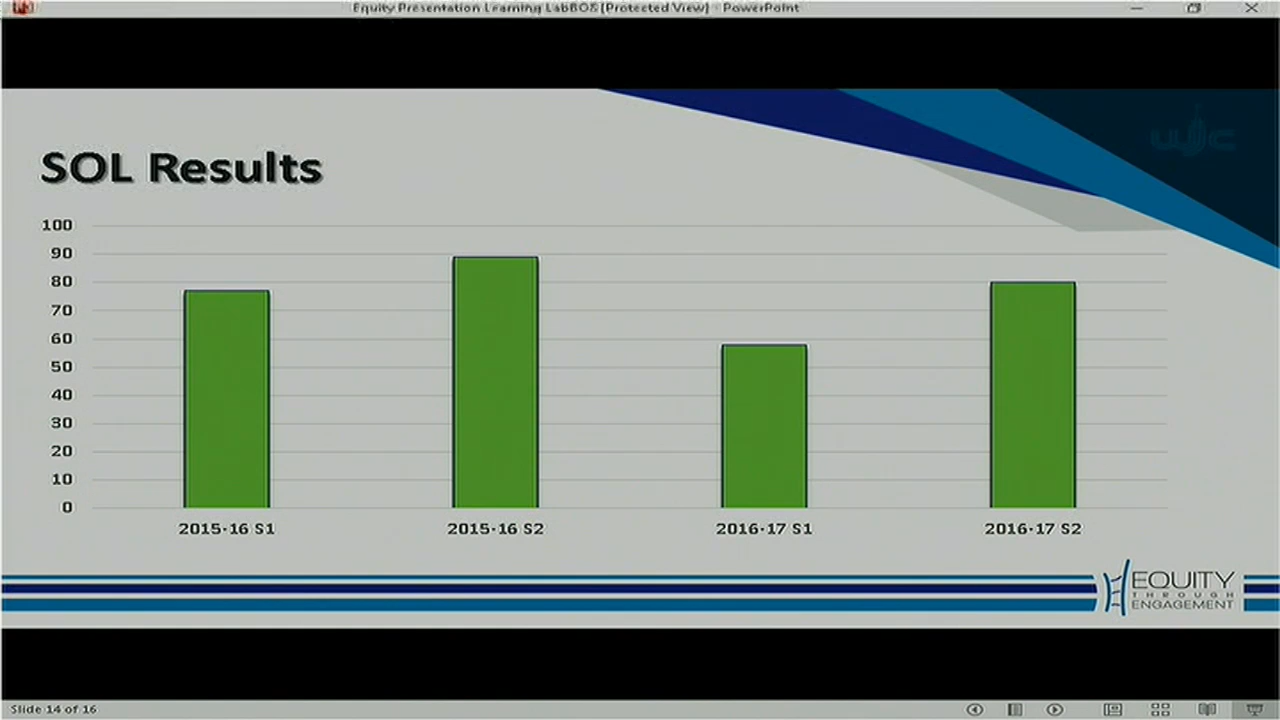 Equity Presentation Learning LabBOS [Protected View] - PowerPoint
WJC
SOL Results
100
90
80
70
60
50
40
30
20
10
0
2015-16 S1
2015-16 S2
2016-17 S1
2016-17 S2
EQUITY
THROUGH
ENGAGEMENT
Slide 14 of 16